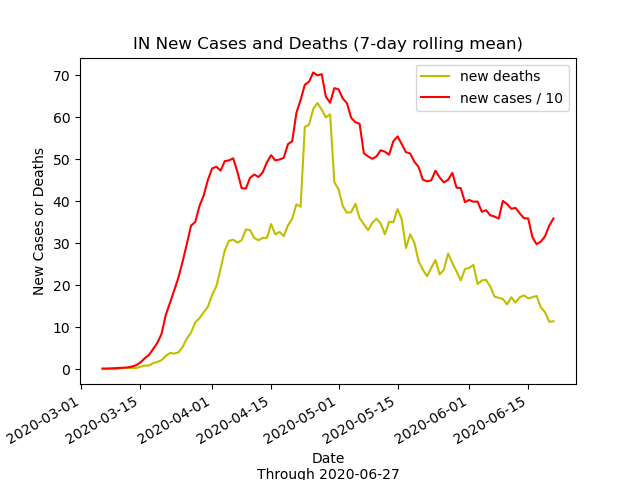 IN New Cases and Deaths (7-day rolling mean)
new deaths
new cases / 10
New Cases or Deaths
70
60
50
40
30
20
10
0
2020-03-01
2020-03-15
2020-04-01
2020-04-15
2020-05-01
2020-05-15
2020-06-01
2020-06-15
Date
Through 2020-06-27